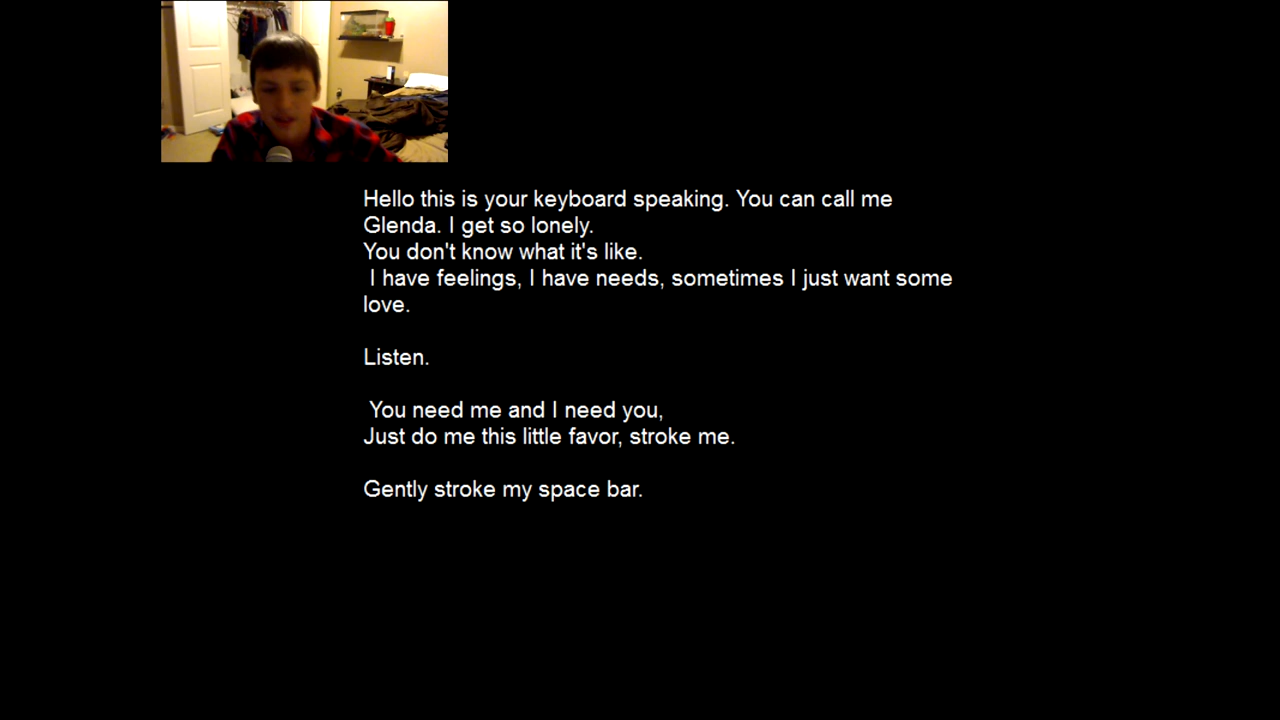 Hello this is your keyboard speaking. You can call me
Glenda. I get so lonely.
You don't know what it's like.
I have feelings, I have needs, sometimes I just want some
love.
Listen.
You need me and I need you,
Just do me this little favor, stroke me.
Gently stroke my space bar.